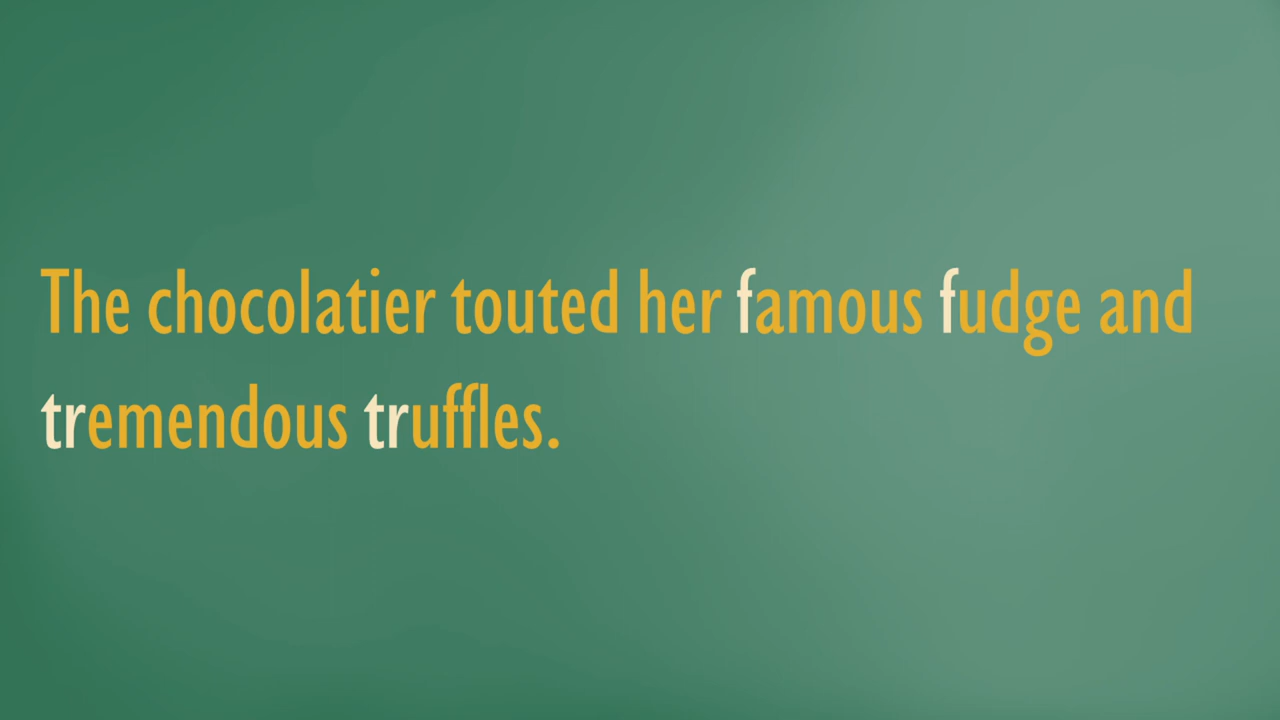 The chocolatier touted her famous fudge and
tremendous truffles.